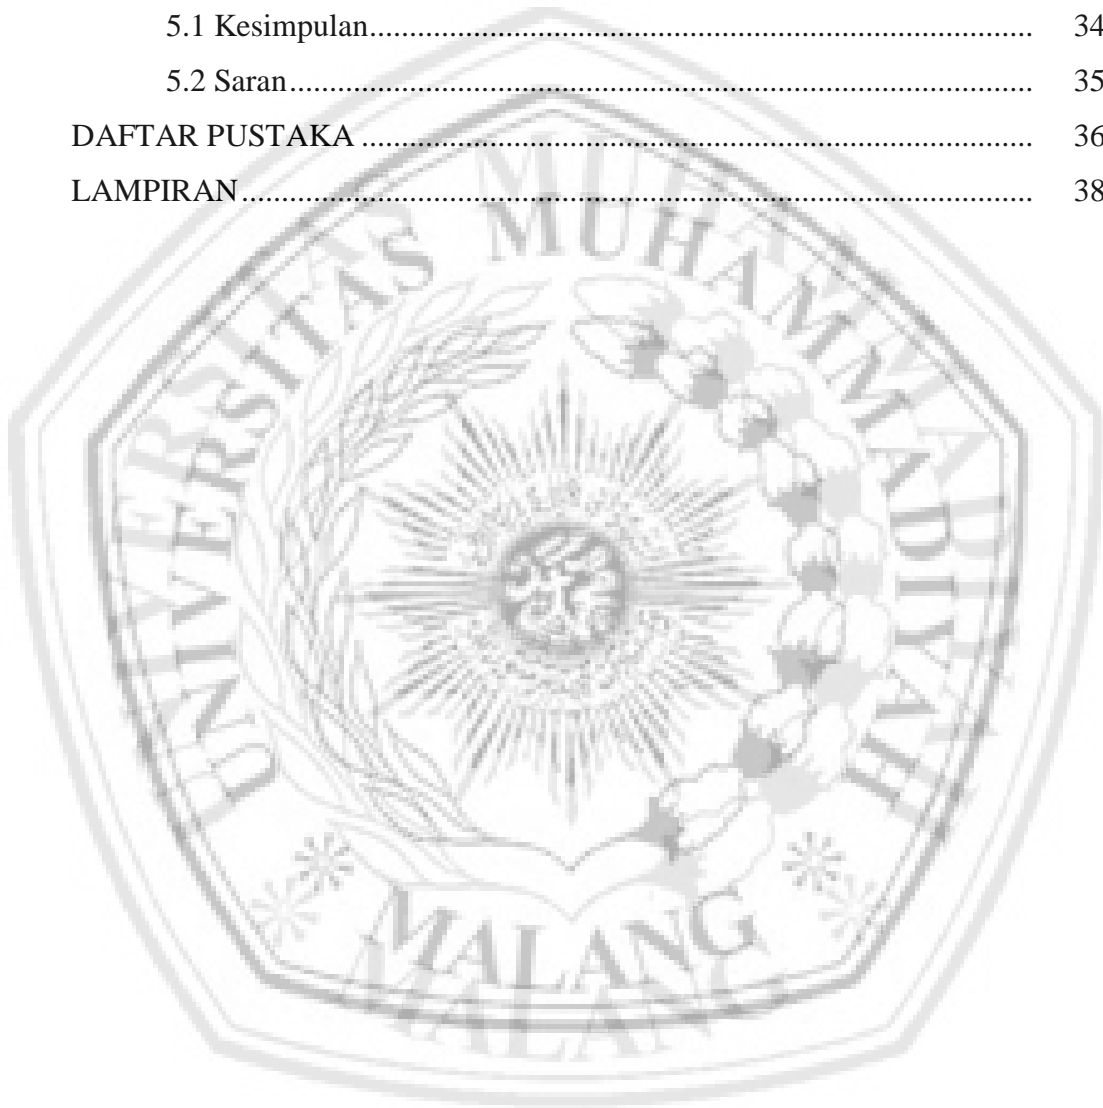 5.1 Kesimpulan.................................................................................... 34
5.2 Saran.............................................................................................. 35
DAFTAR PUSTAKA .................................................................................... 36
LAMPIRAN................................................................................................... 38
UNIVERSITAS MUHAMMADIYAH
MALANG